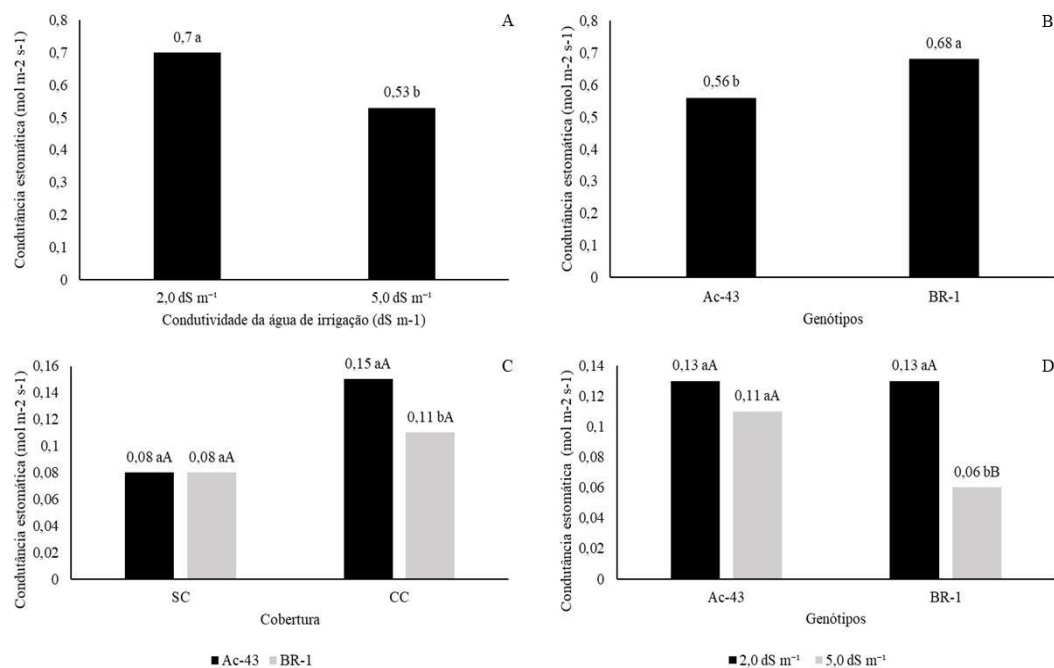 A
Condutância estomática (mol m-2 s-1)
0,8
0,7
0,6
0,5
0,4
0,3
0,2
0,1
0
0,7 a
0,53 b
2,0 dS m⁻¹
5,0 dS m⁻¹
Condutividade da água de irrigação (dS m-1)
B
Condutância estomática (mol m-2 s-1)
0,8
0,7
0,6
0,5
0,4
0,3
0,2
0,1
0
0,56 b
0,68 a
Ac-43
BR-1
Genótipos
C
Condutância estomática (mol m-2 s-1)
0,16
0,14
0,12
0,1
0,08
0,06
0,04
0,02
0
0,08 aA
0,08 aA
0,15 aA
0,11 bA
SC
CC
Cobertura
Ac-43
BR-1
D
Condutância estomática (mol m-2 s-1)
0,14
0,12
0,1
0,08
0,06
0,04
0,02
0
0,13 aA
0,11 aA
0,13 aA
0,06 bB
Ac-43
BR-1
Genótipos
2,0 dS m⁻¹
5,0 dS m⁻¹